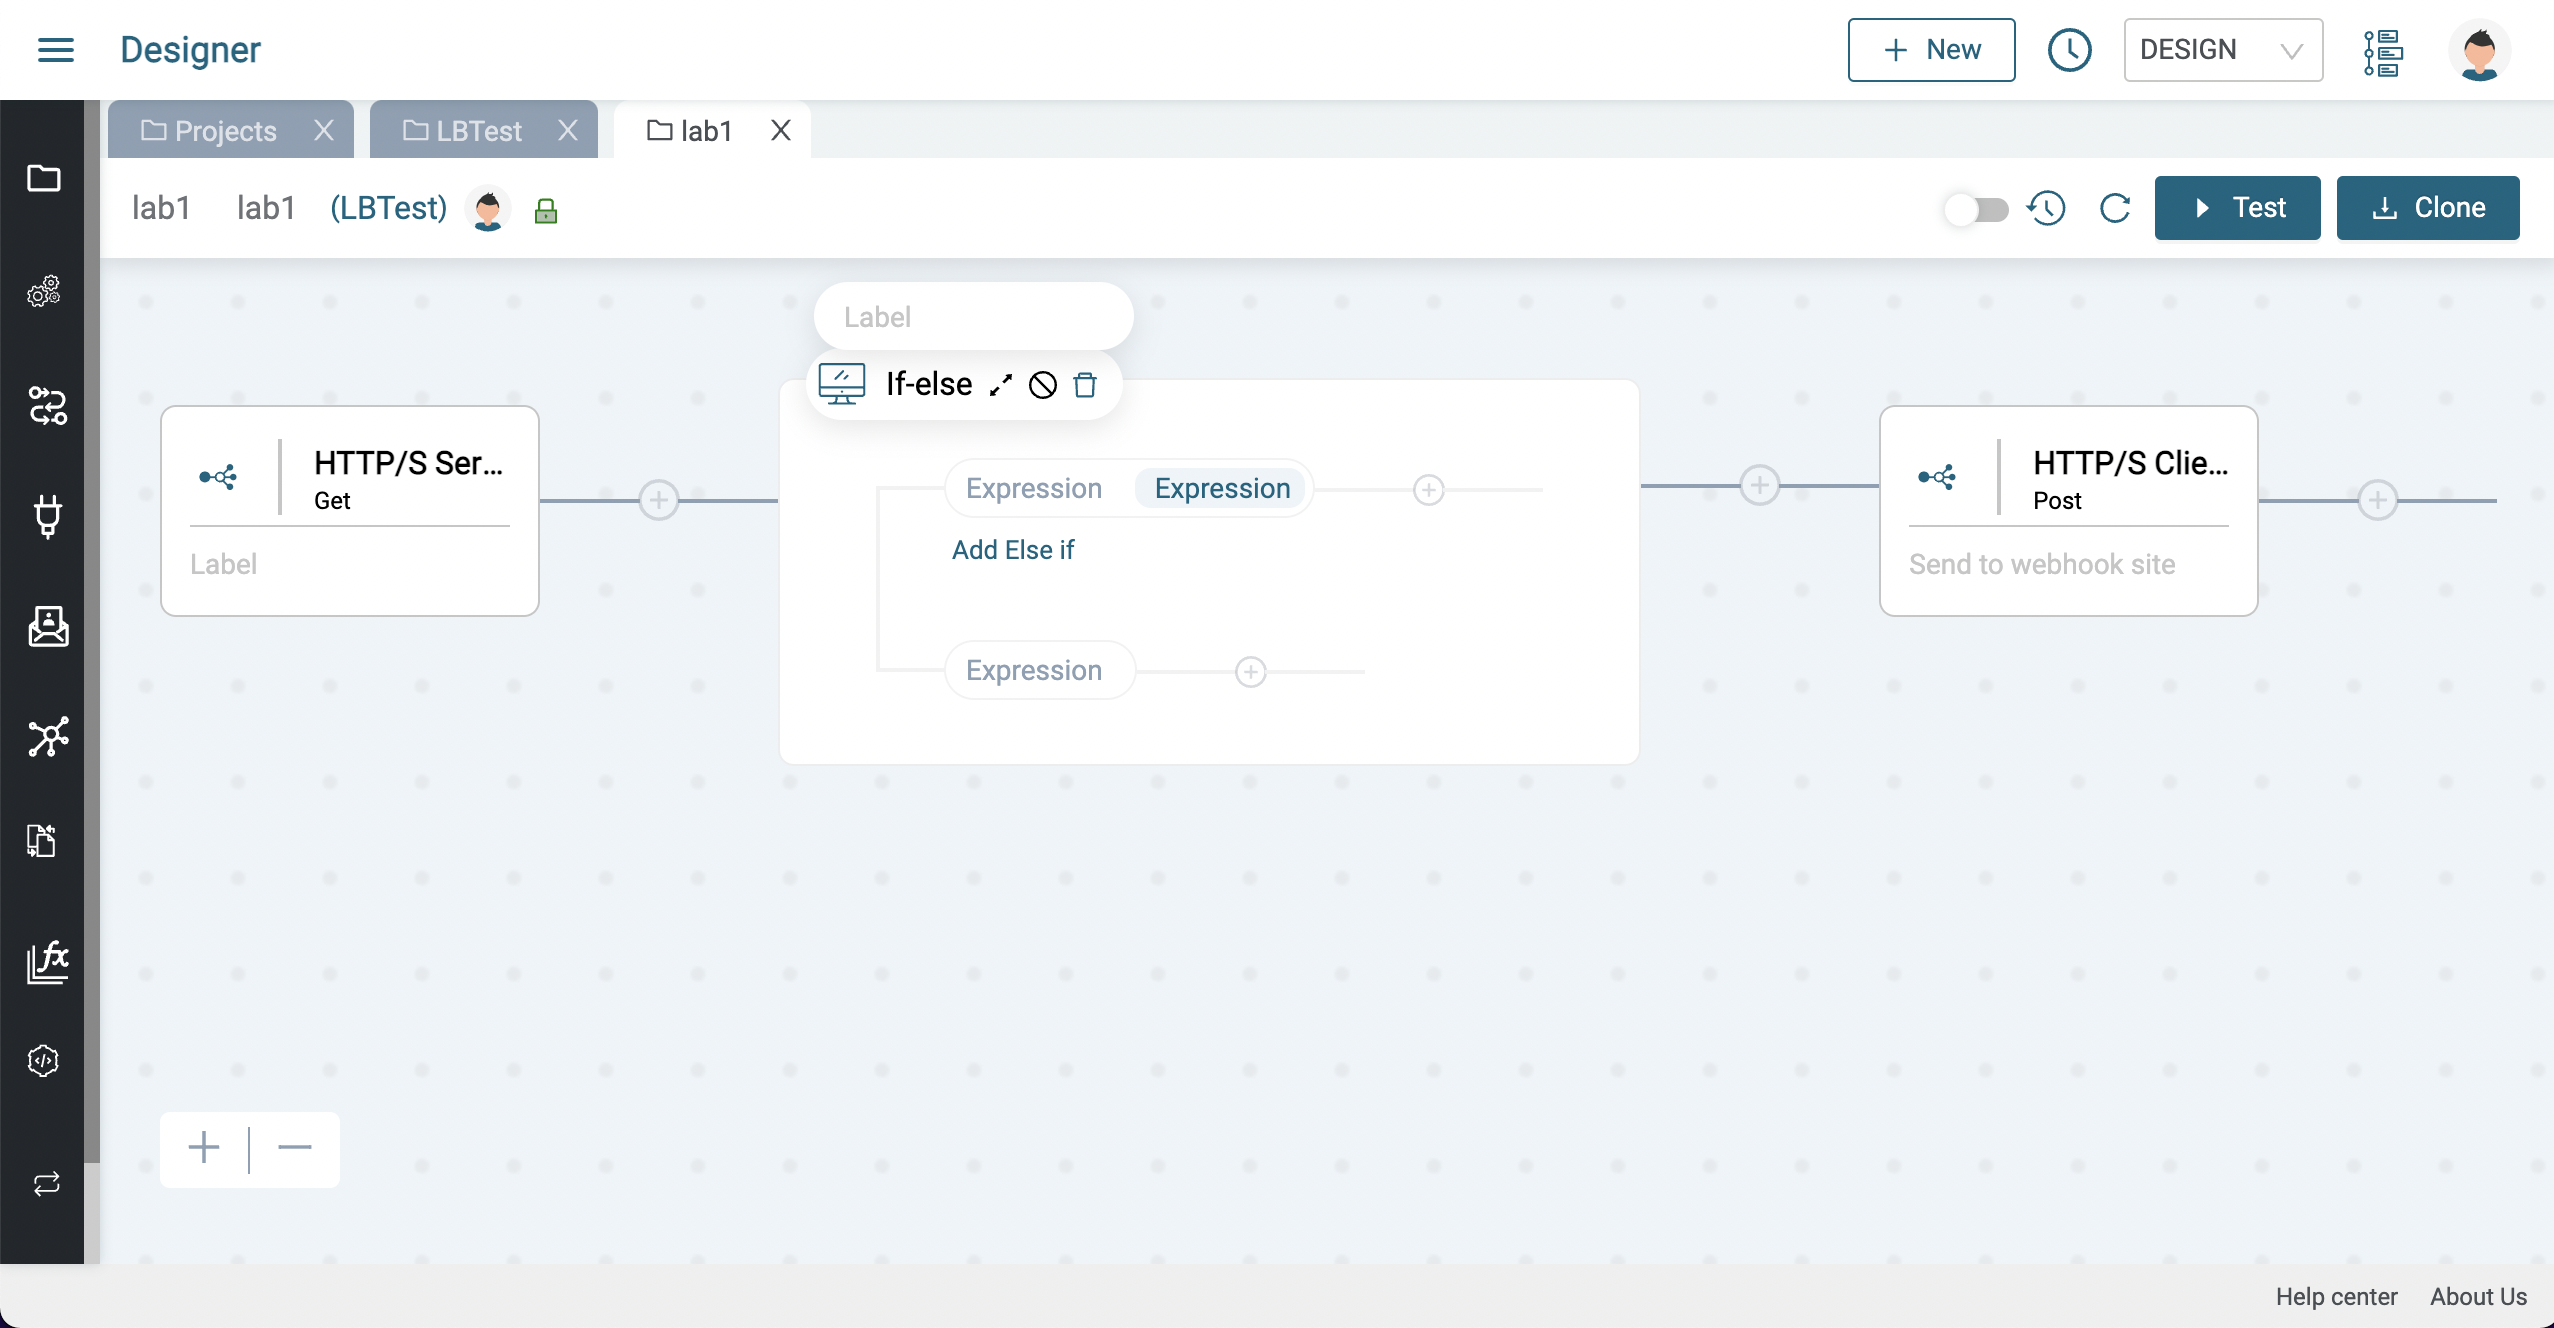 Designer
New
DESIGN
Projects
LBTest
lab1
lab1 lab1 (LBTest)
Test
Clone
Label
If-else
HTTP/S Ser...
Get
Label
Expression Expression
Add Else if
Expression
HTTP/S Clie...
Post
Send to webhook site
fx
Help center
About Us